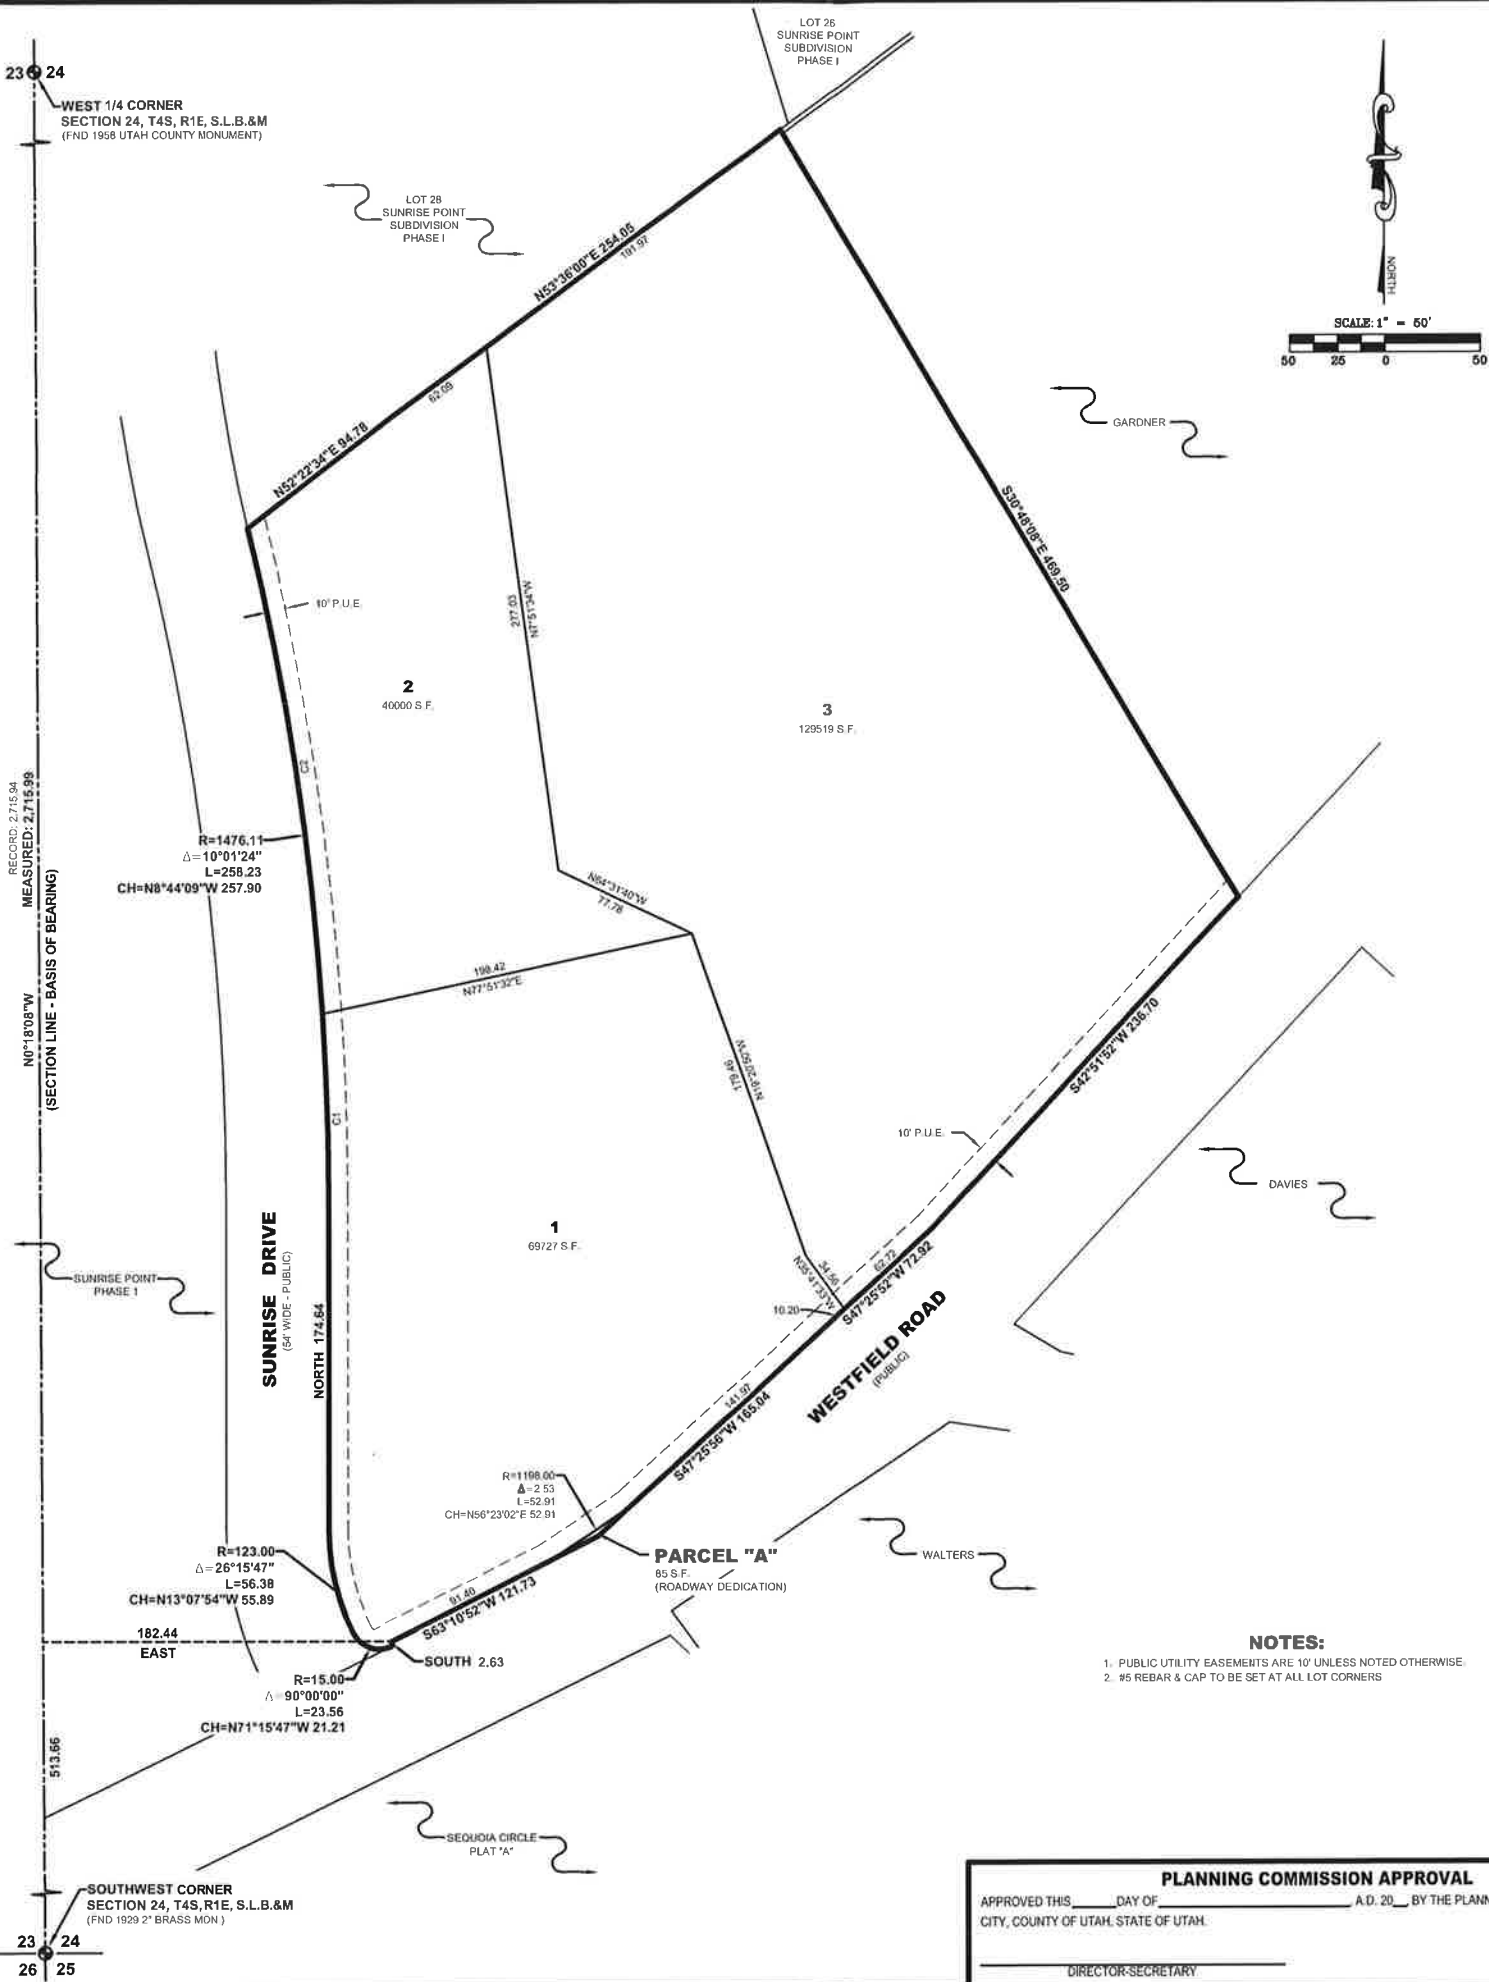 LOT 26
SUNRISE POINT
SUBDIVISION
PHASE I
23 24
WEST 1/4 CORNER
SECTION 24, T4S, R1E, S.L.B.&M
(FND 1958 UTAH COUNTY MONUMENT)
LOT 28
SUNRISE POINT
SUBDIVISION
PHASE I
N53°36'00"E 254.05
191.97
NORTH
SCALE: 1" = 50'
50 25 0 50
GARDNER
62.09
N52°22'34"E 94.78
S30°48'08"E 469.50
10' P.U.E.
277.03
N7°51'34"W
2
40000 S.F.
3
129519 S.F.
C2
RECORD: 2,715.94
MEASURED: 2,715.99
N0°18'08"W
(SECTION LINE - BASIS OF BEARING)
R=1476.11
Δ=10°01'24"
L=258.23
CH=N8°44'09"W 257.90
N64°31'40"W
77.78
198.42
N77°51'32"E
N19°20'50"W
179.46
C1
S42°51'52"W 236.70
10' P.U.E.
DAVIES
1
69727 S.F.
SUNRISE DRIVE
(54' WIDE - PUBLIC)
NORTH 174.64
SUNRISE POINT
PHASE 1
34.56
N35°41'33"W
62.72
S47°25'52"W 72.92
10.20
WESTFIELD ROAD
(PUBLIC)
141.97
S47°25'56"W 165.04
R=1198.00
Δ=2.53
L=52.91
CH=N56°23'02"E 52.91
PARCEL "A"
85 S.F.
(ROADWAY DEDICATION)
WALTERS
R=123.00
Δ=26°15'47"
L=56.38
CH=N13°07'54"W 55.89
91.40
S63°10'52"W 121.73
182.44
EAST
SOUTH 2.63
R=15.00
Δ=90°00'00"
L=23.56
CH=N71°15'47"W 21.21
NOTES:
1. PUBLIC UTILITY EASEMENTS ARE 10' UNLESS NOTED OTHERWISE.
2. #5 REBAR & CAP TO BE SET AT ALL LOT CORNERS
513.66
SEQUOIA CIRCLE
PLAT "A"
SOUTHWEST CORNER
SECTION 24, T4S, R1E, S.L.B.&M
(FND 1929 2" BRASS MON.)
23 24
26 25
PLANNING COMMISSION APPROVAL
APPROVED THIS DAY OF A.D. 20 BY THE PLANN
CITY, COUNTY OF UTAH, STATE OF UTAH.
DIRECTOR-SECRETARY